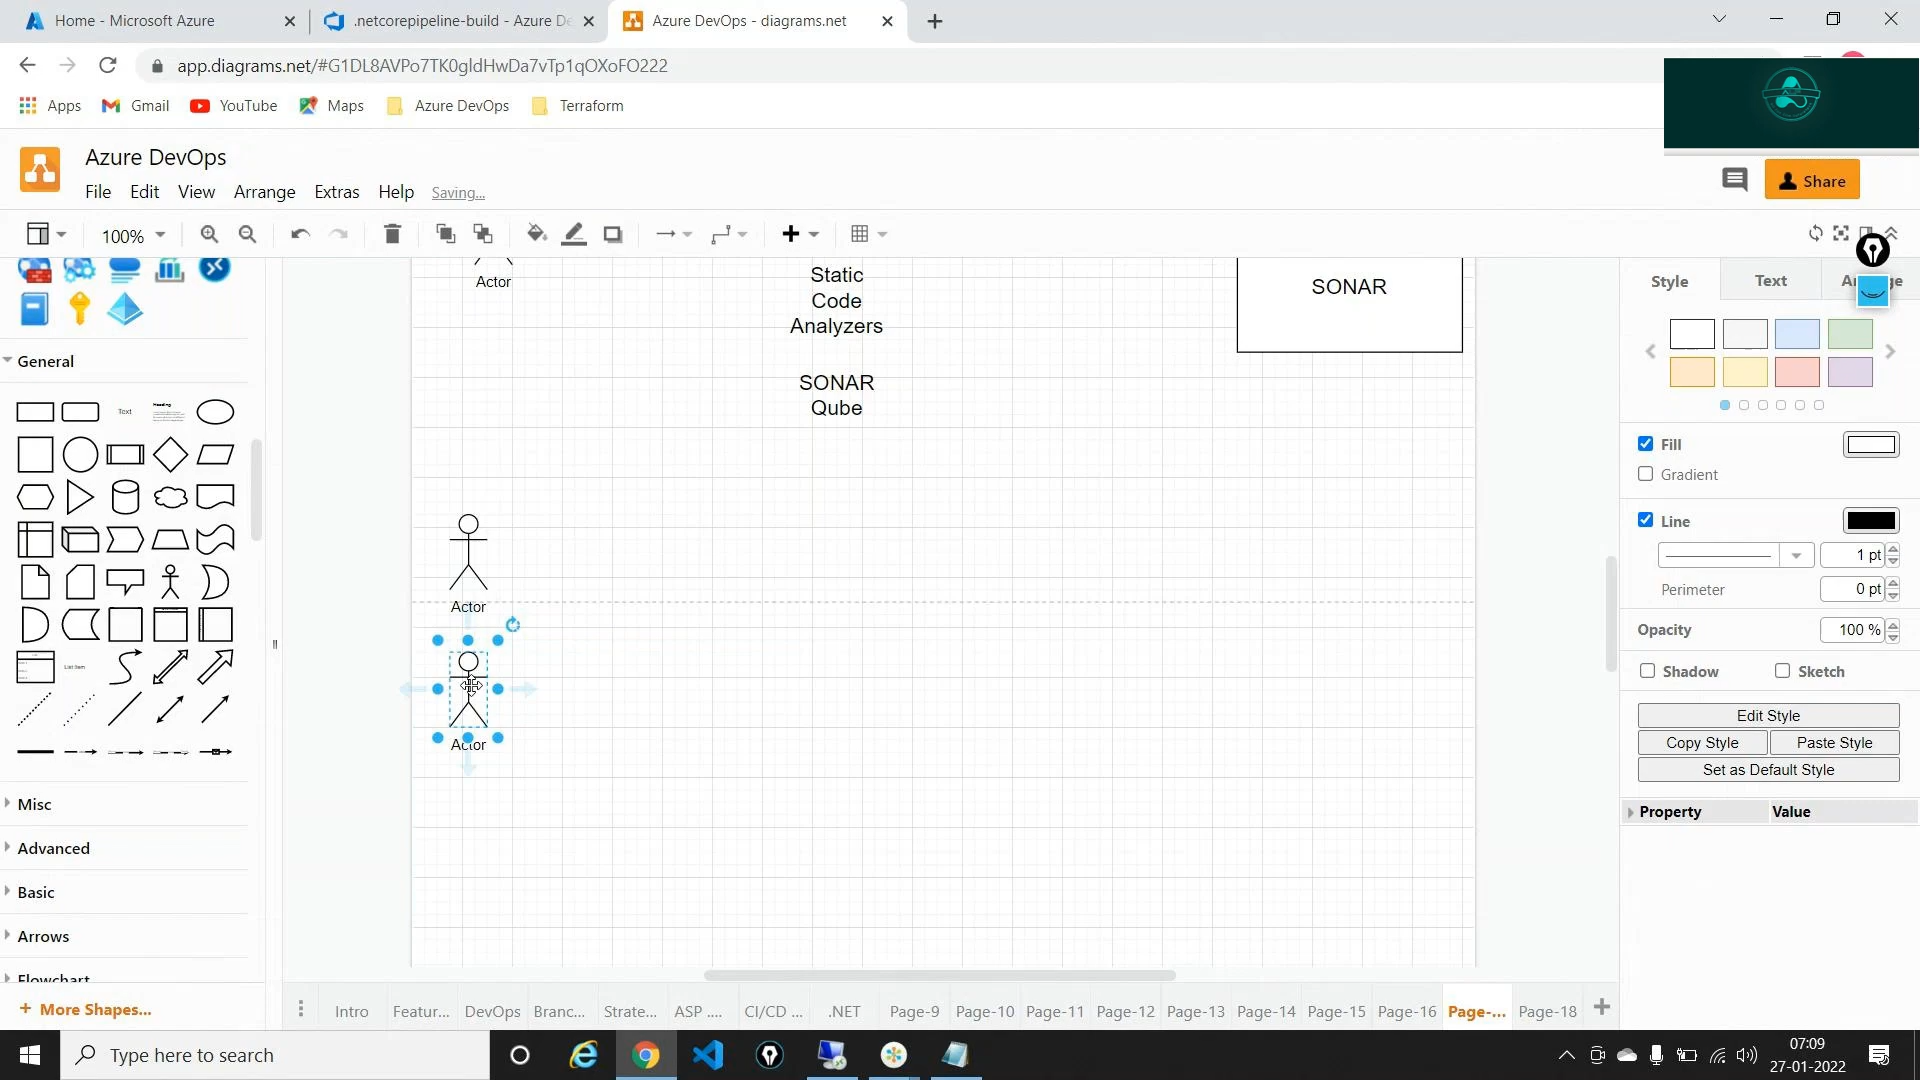 Home - Microsoft Azure
.netcorepipeline-build - Azure De
Azure DevOps - diagrams.net
app.diagrams.net/#G1DL8AVPo7TK0gldHwDa7vTp1qOXoFO222
Apps
Gmail
YouTube
Maps
Azure DevOps
Terraform
Azure DevOps
File
Edit
View
Arrange
Extras
Help
Saving...
Share
100%
Actor
Static
Code
Analyzers
SONAR
Qube
SONAR
Actor
Actor
General
Text
Heading
List Item
Misc
Advanced
Basic
Arrows
Flowchart
+ More Shapes...
Style
Text
Fill
Gradient
Line
1 pt
Perimeter
0 pt
Opacity
100 %
Shadow
Sketch
Edit Style
Copy Style
Paste Style
Set as Default Style
Property
Value
Intro
Featur...
DevOps
Branc...
Strate...
ASP ....
CI/CD ...
.NET
Page-9
Page-10
Page-11
Page-12
Page-13
Page-14
Page-15
Page-16
Page-...
Page-18
Type here to search
07:09
27-01-2022